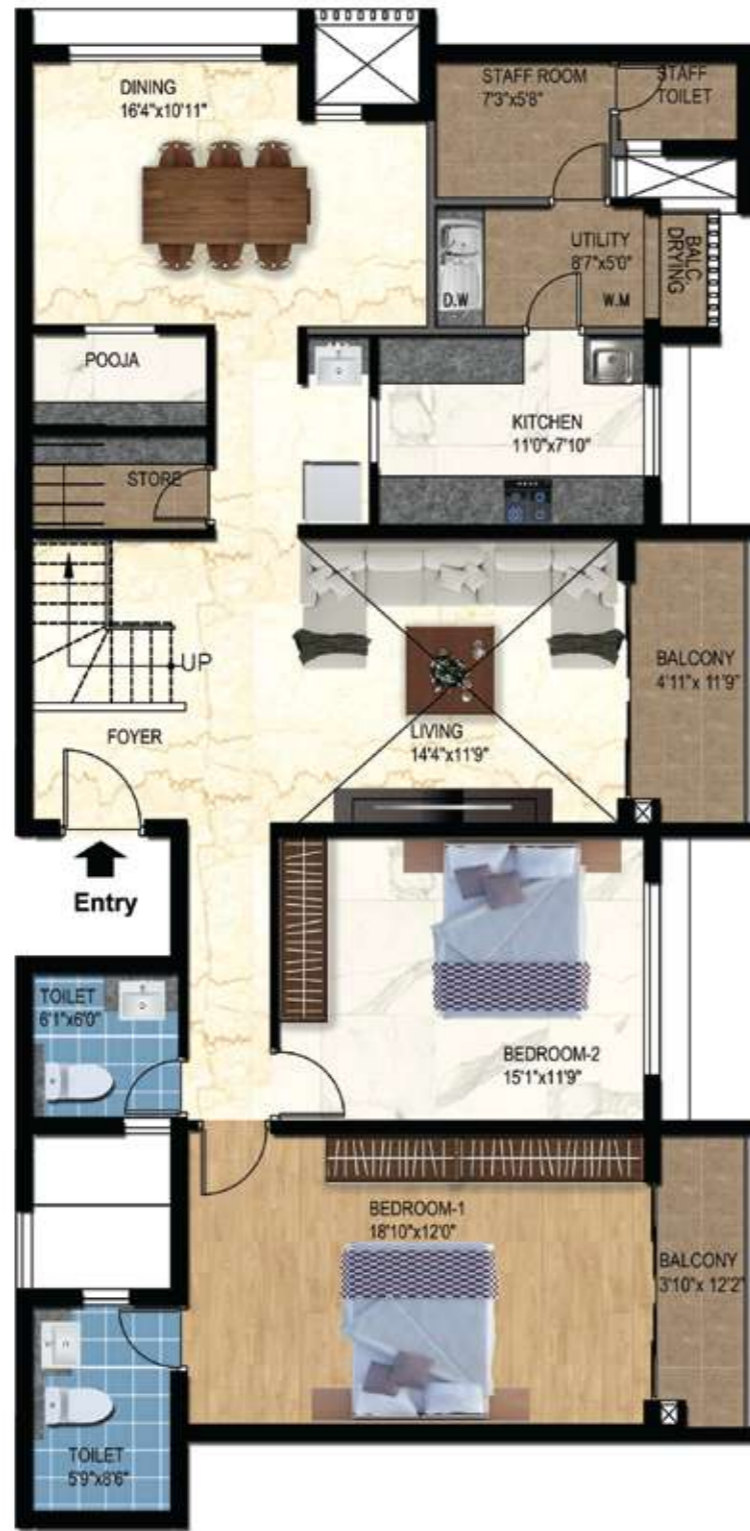 DINING
16'4"x10'11"
STAFF ROOM
7'3"x5'8"
STAFF
TOILET
UTILITY
8'7"x5'0"
BALC.
DRYING
D.W
W.M
POOJA
KITCHEN
11'0"x7'10"
STORE
UP
BALCONY
4'11"x 11'9"
FOYER
LIVING
14'4"x11'9"
Entry
TOILET
6'1"x6'0"
BEDROOM-2
15'1"x11'9"
BEDROOM-1
18'10"x12'0"
BALCONY
3'10"x 12'2"
TOILET
5'9"x8'6"